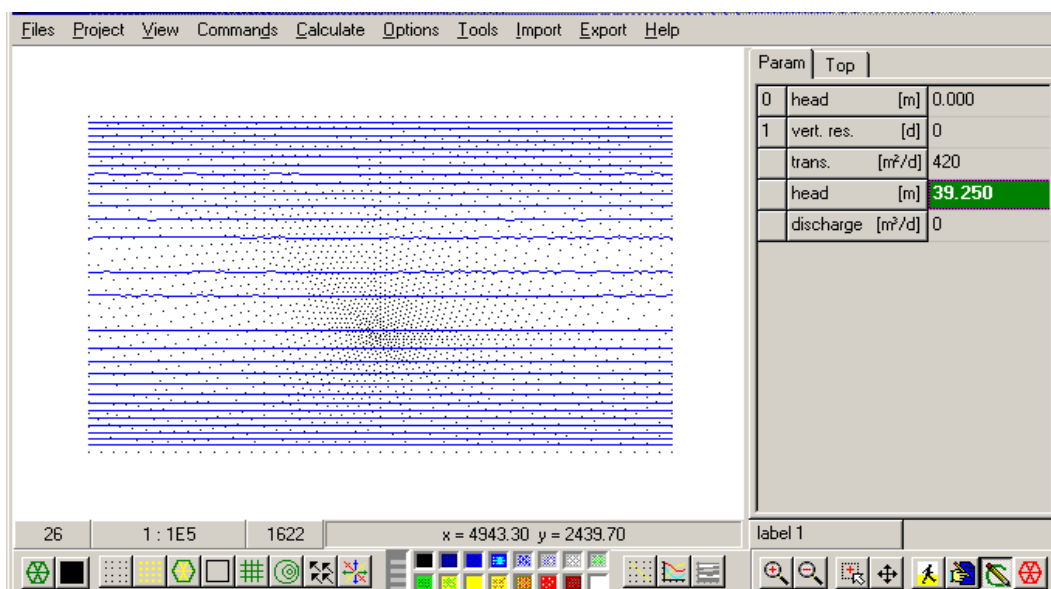 Files Project View Commands Calculate Options Tools Import Export Help
Param Top
0 head [m] 0.000
1 vert. res. [d] 0
trans. [m²/d] 420
head [m] 39.250
discharge [m³/d] 0
26 1 : 1E5 1622 x = 4943.30 y = 2439.70 label 1